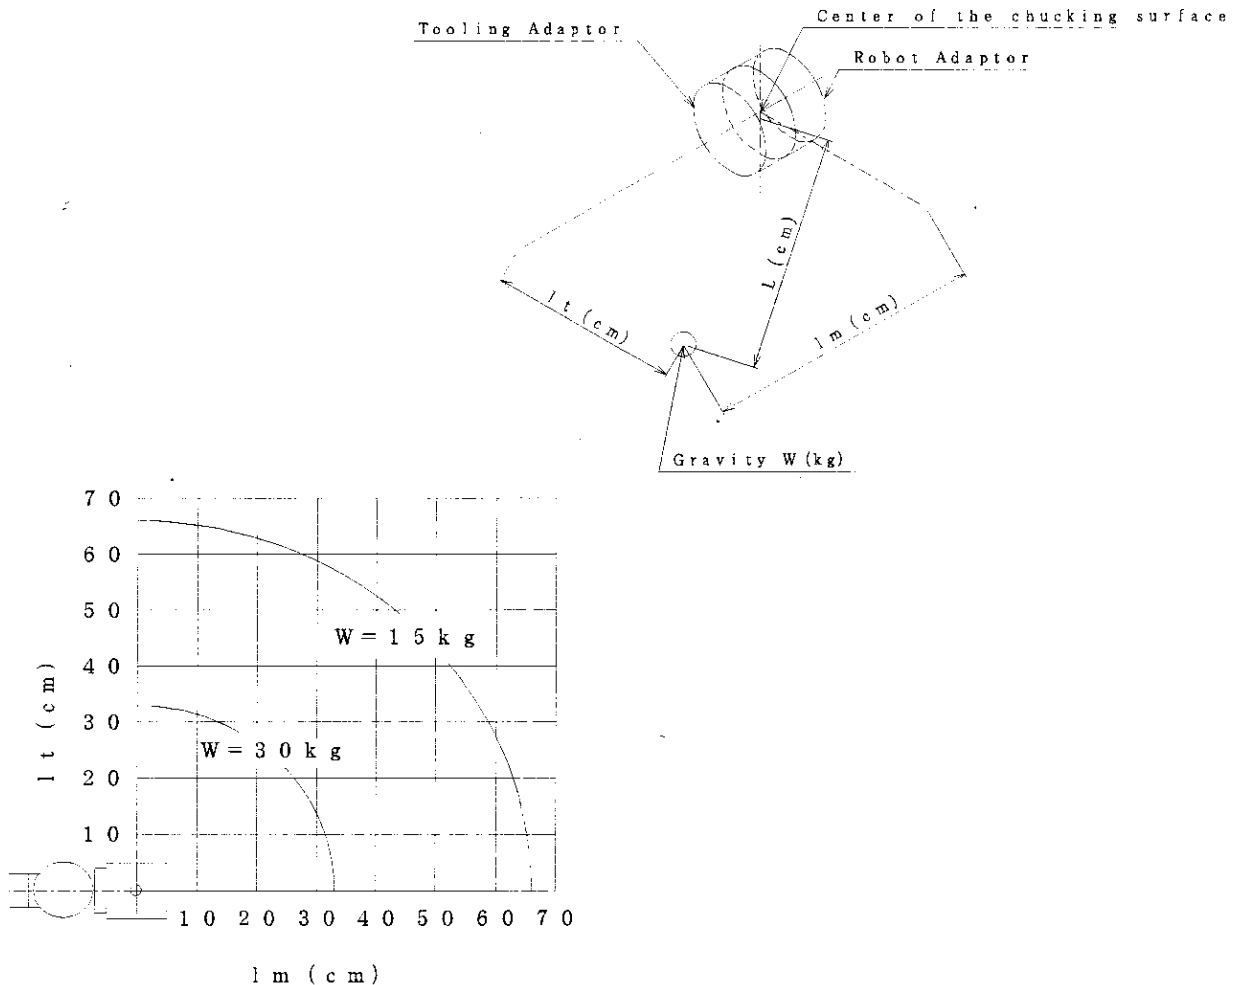 Center of the chucking surface
Tooling Adaptor
Robot Adaptor
L (cm)
lt (cm)
lm (cm)
Gravity W (kg)
70
60
50
40
30
20
10
W=15kg
W=30kg
lt (cm)
10 20 30 40 50 60 70
lm (cm)